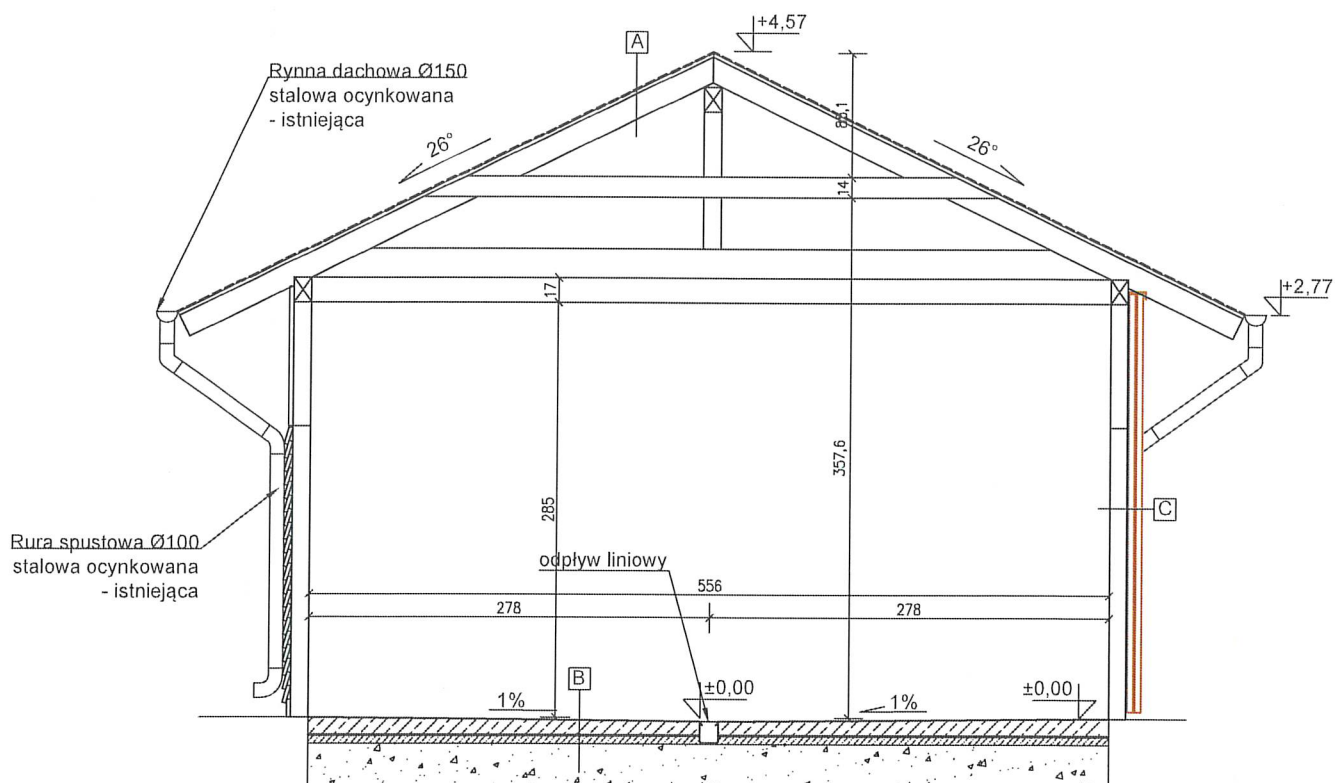 +4,57
A
Rynna dachowa Ø150
stalowa ocynkowana
- istniejąca
26°
26°
14
17
+2,77
357,6
285
C
Rura spustowa Ø100
stalowa ocynkowana
- istniejąca
odpływ liniowy
556
278
278
B
1%
±0,00
1%
±0,00